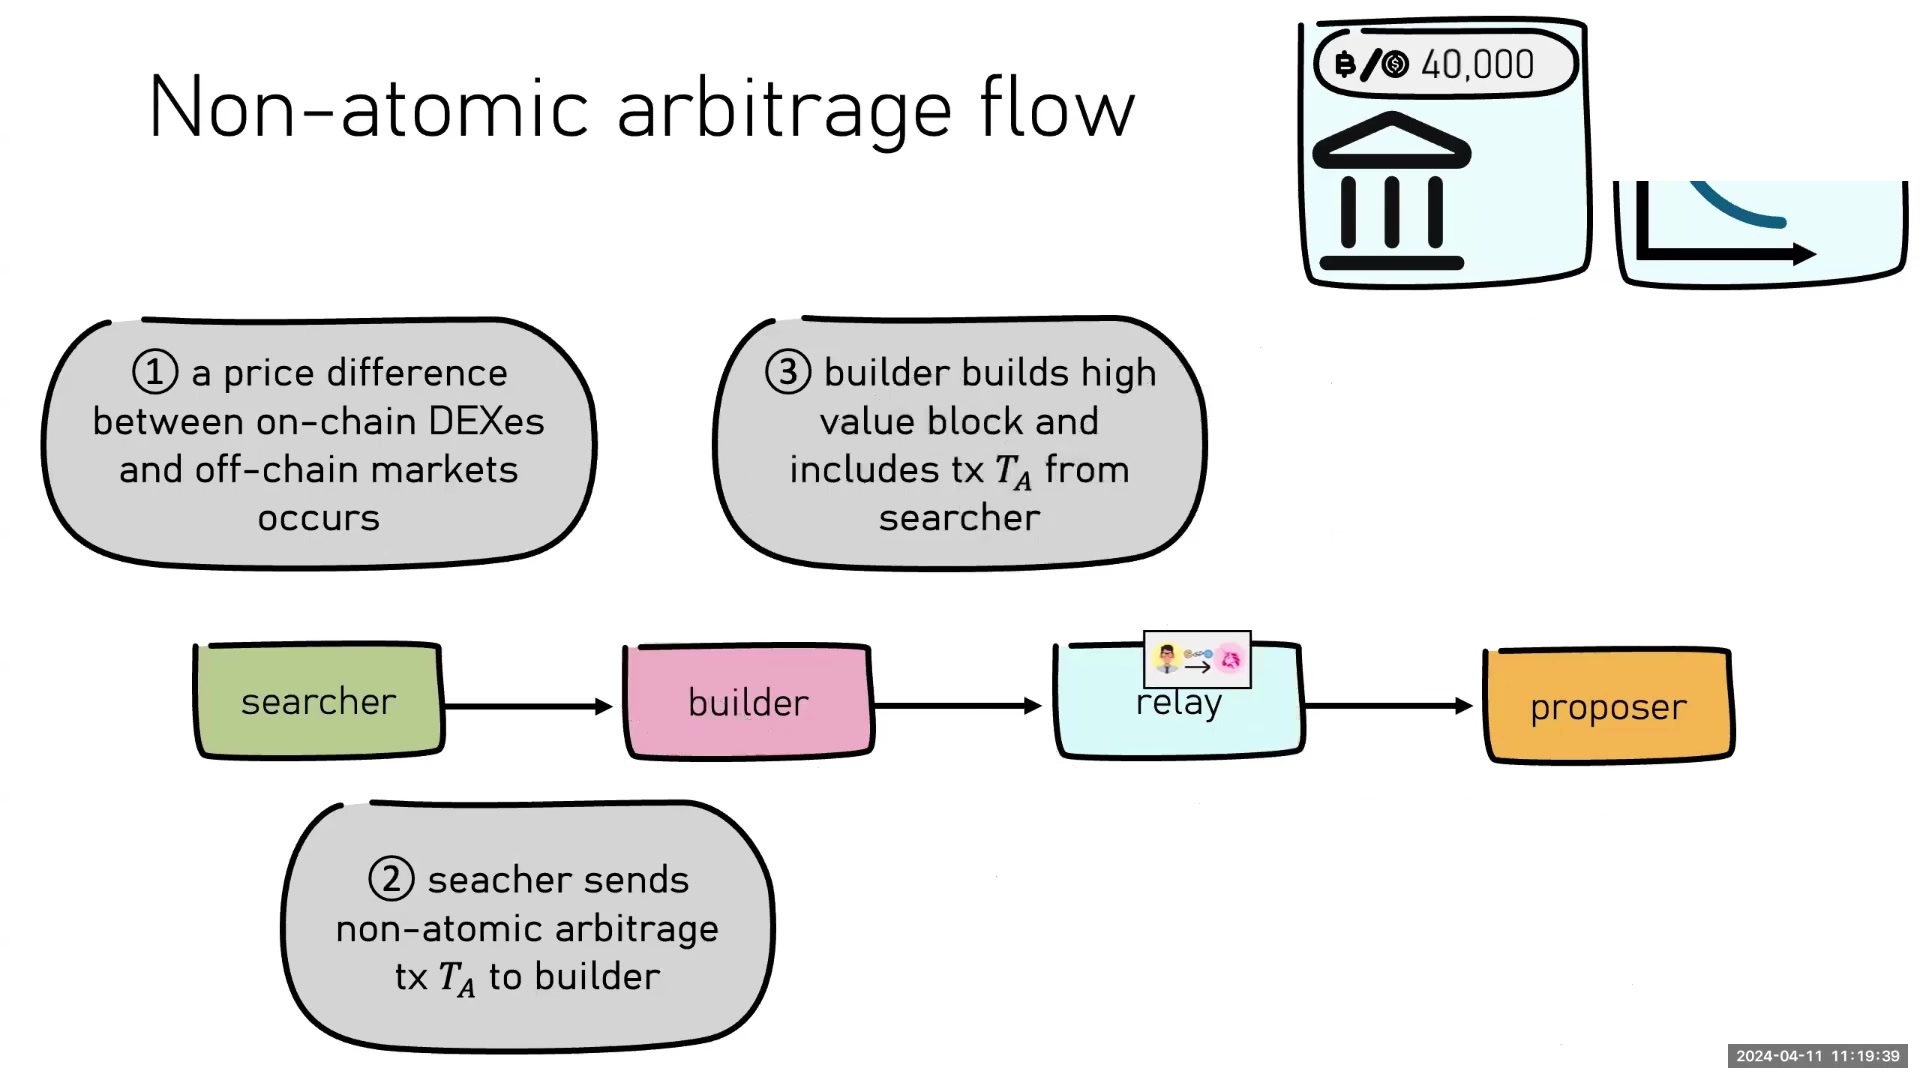 Non-atomic arbitrage flow
₿/$ 40,000
① a price difference
between on-chain DEXes
and off-chain markets
occurs
③ builder builds high
value block and
includes tx T_A from
searcher
searcher
builder
relay
proposer
② seacher sends
non-atomic arbitrage
tx T_A to builder
2024-04-11 11:19:39